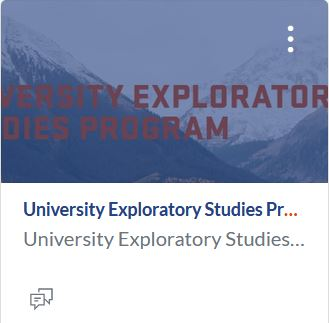 VERSITY EXPLORATOR
DIES PROGRAM
University Exploratory Studies Pr...
University Exploratory Studies...